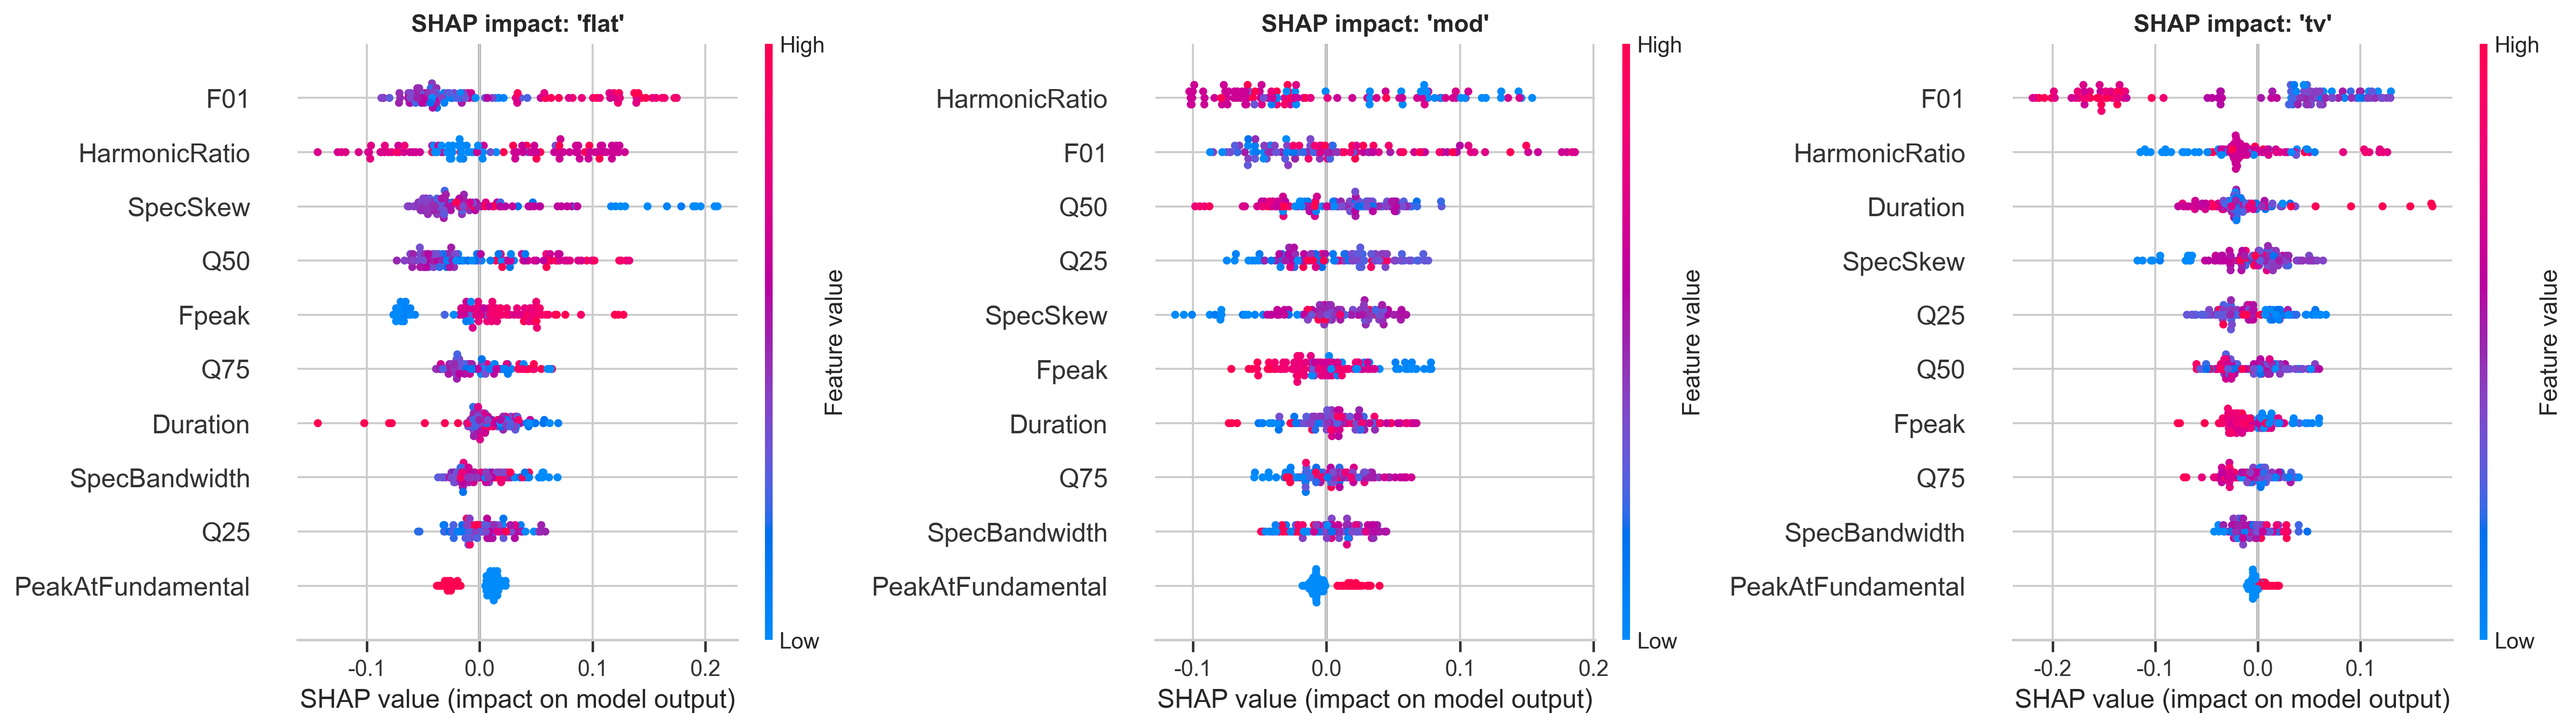 SHAP impact: 'flat'
High
F01
HarmonicRatio
SpecSkew
Q50
Fpeak
Q75
Duration
SpecBandwidth
Q25
PeakAtFundamental
Feature value
Low
-0.1 0.0 0.1 0.2
SHAP value (impact on model output)
SHAP impact: 'mod'
High
HarmonicRatio
F01
Q50
Q25
SpecSkew
Fpeak
Duration
Q75
SpecBandwidth
PeakAtFundamental
Feature value
Low
-0.1 0.0 0.1 0.2
SHAP value (impact on model output)
SHAP impact: 'tv'
High
F01
HarmonicRatio
Duration
SpecSkew
Q25
Q50
Fpeak
Q75
SpecBandwidth
PeakAtFundamental
Feature value
Low
-0.2 -0.1 0.0 0.1
SHAP value (impact on model output)